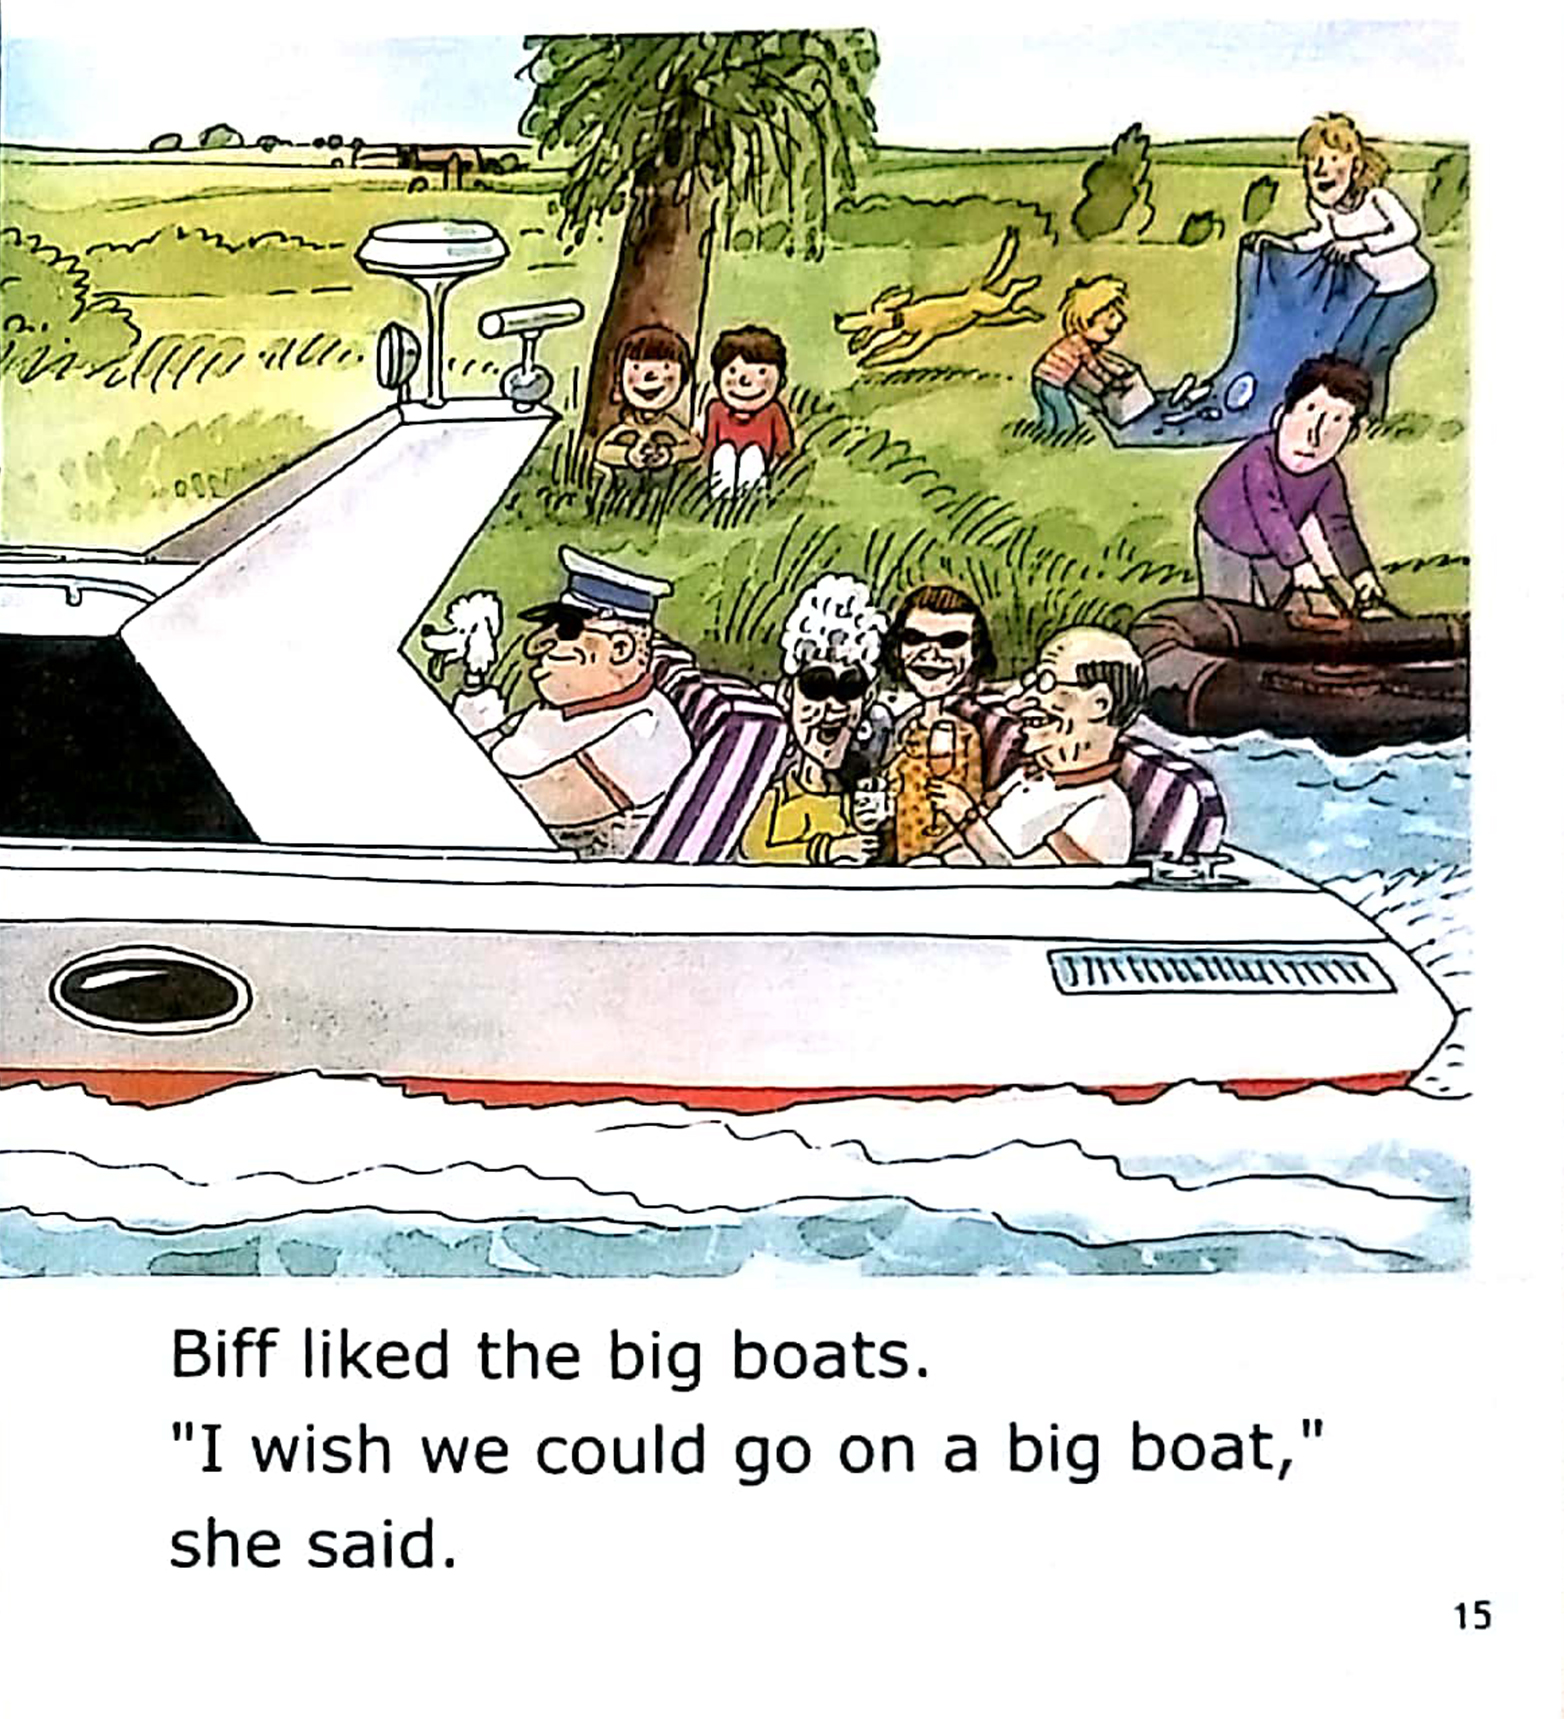 Biff liked the big boats.
"I wish we could go on a big boat,"
she said.
15